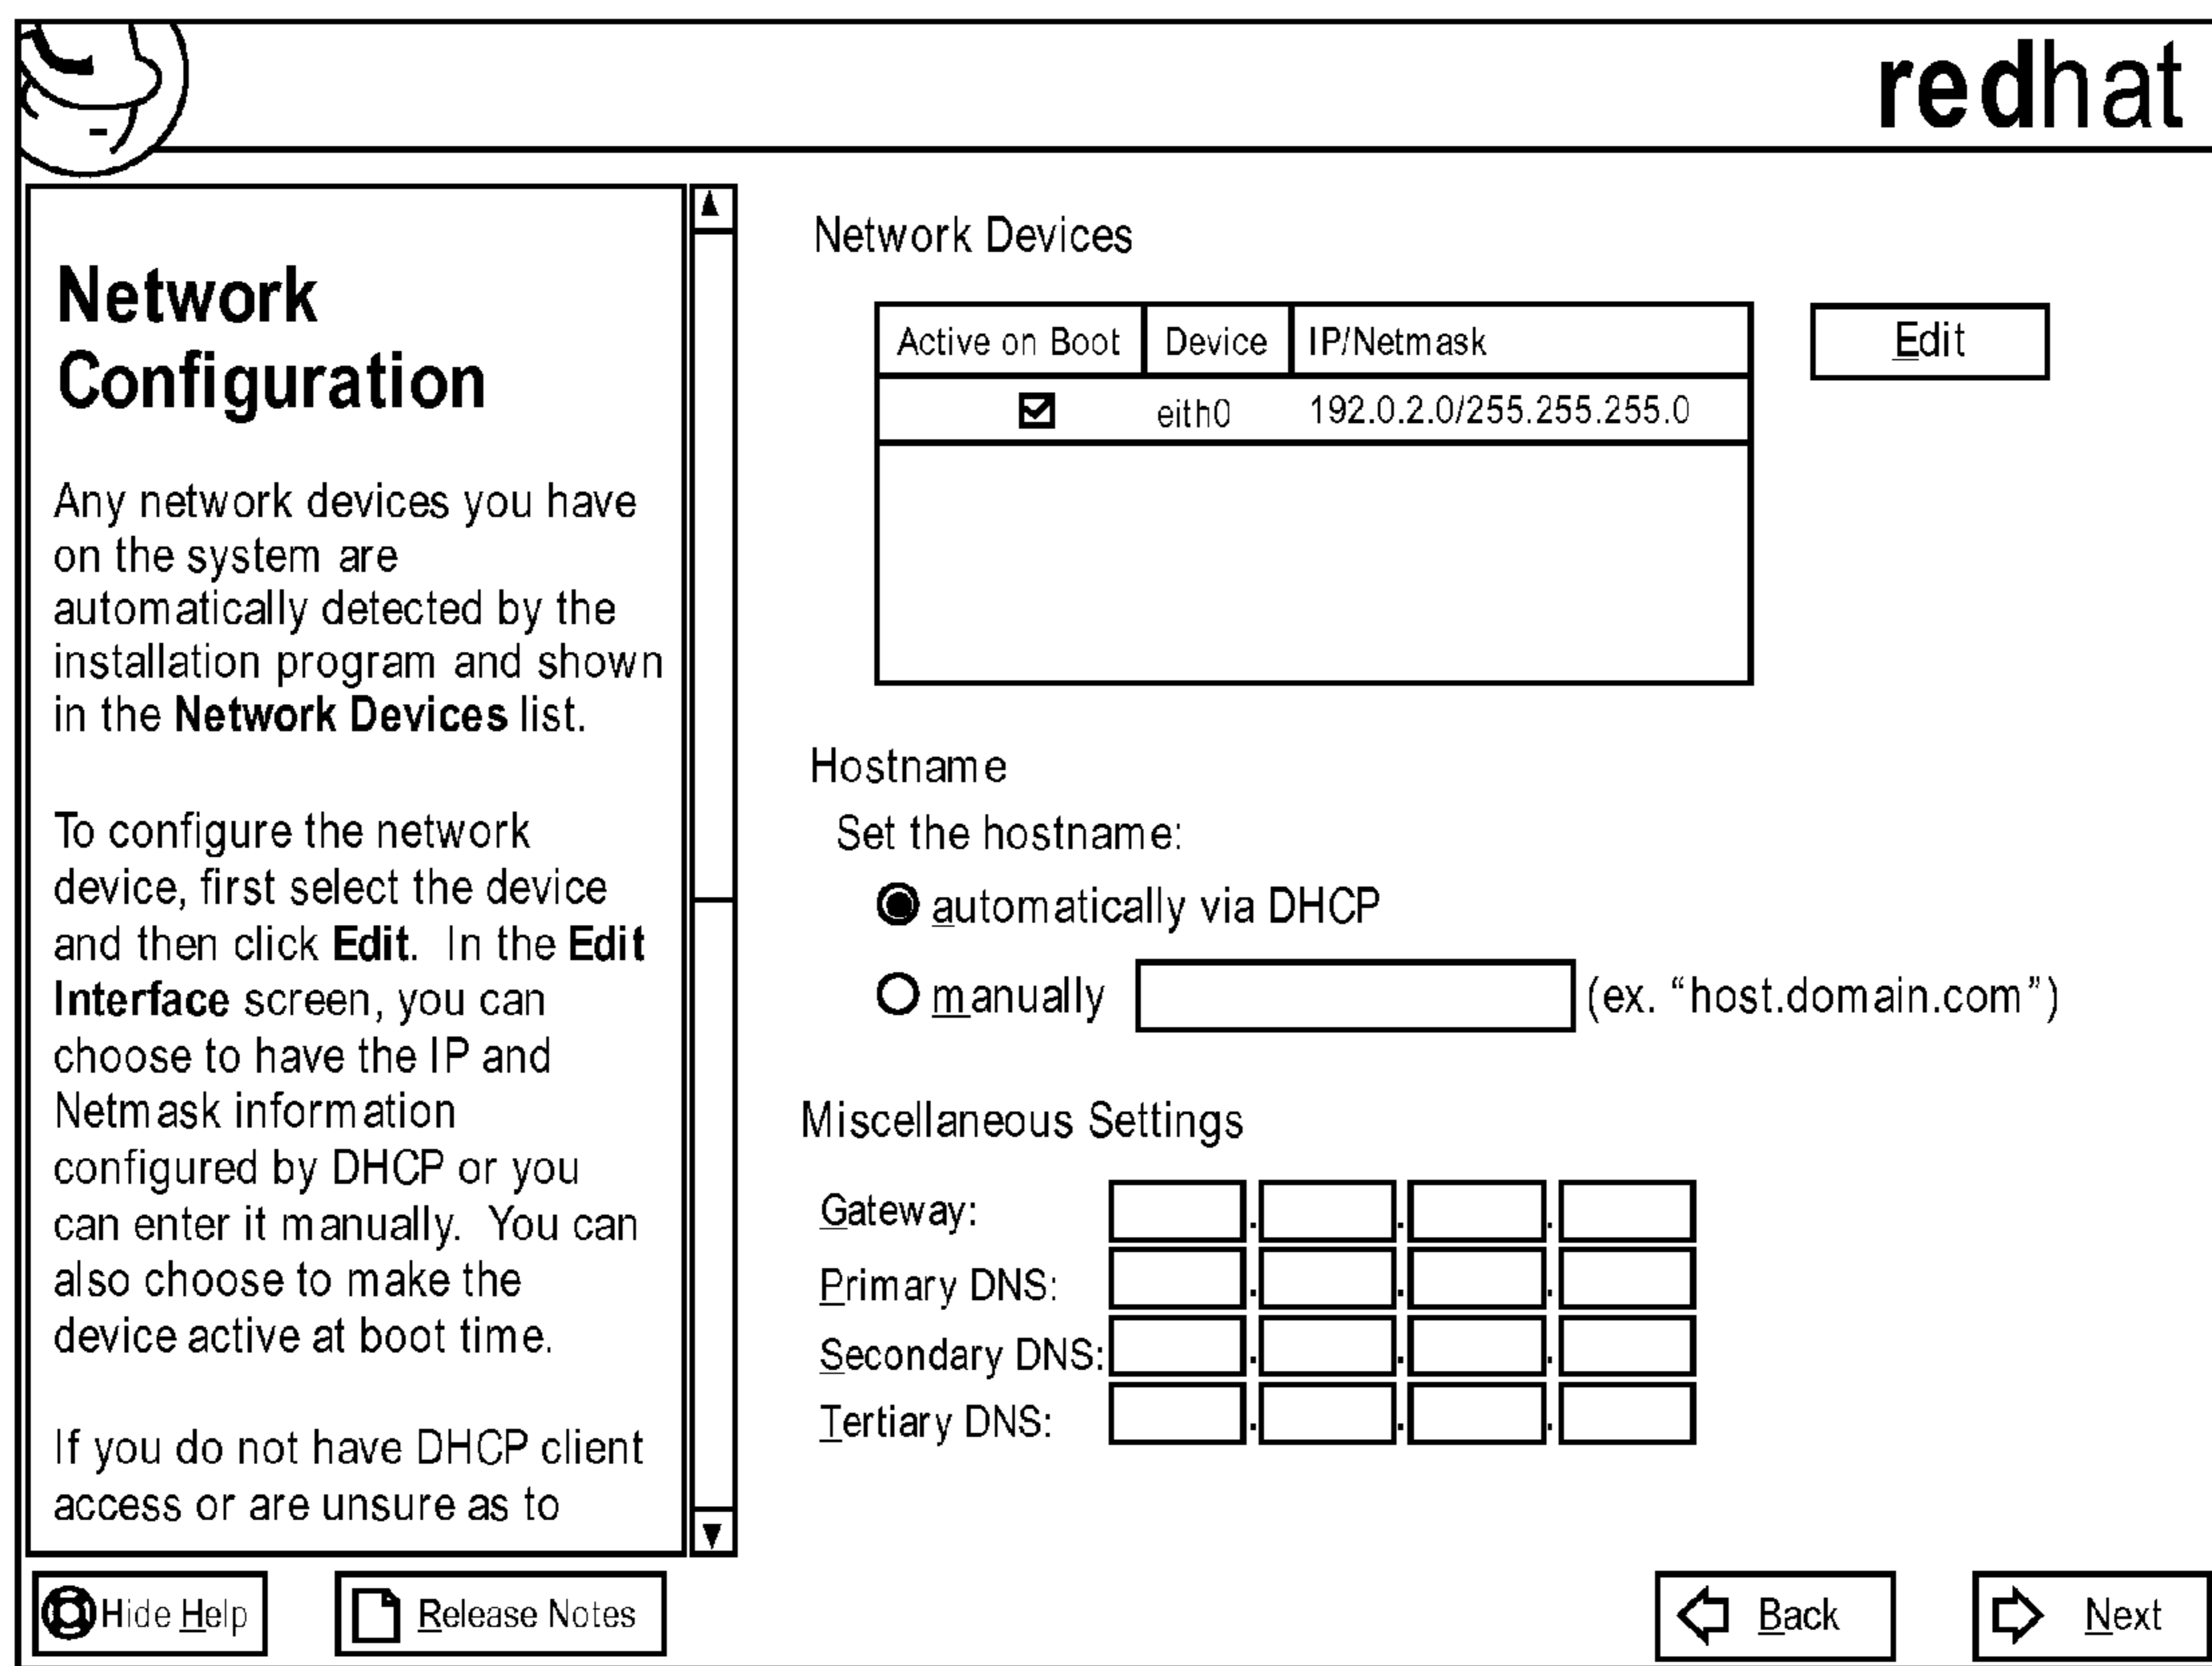 redhat
Network
Configuration
Any network devices you have
on the system are
automatically detected by the
installation program and shown
in the Network Devices list.
To configure the network
device, first select the device
and then click Edit. In the Edit
Interface screen, you can
choose to have the IP and
Netmask information
configured by DHCP or you
can enter it manually. You can
also choose to make the
device active at boot time.
If you do not have DHCP client
access or are unsure as to
Network Devices
Active on Boot Device IP/Netmask
eith0 192.0.2.0/255.255.255.0
Edit
Hostname
Set the hostname:
automatically via DHCP
manually (ex. “host.domain.com”)
Miscellaneous Settings
Gateway: . . .
Primary DNS: . . .
Secondary DNS: . . .
Tertiary DNS: . . .
Hide Help
Release Notes
Back
Next